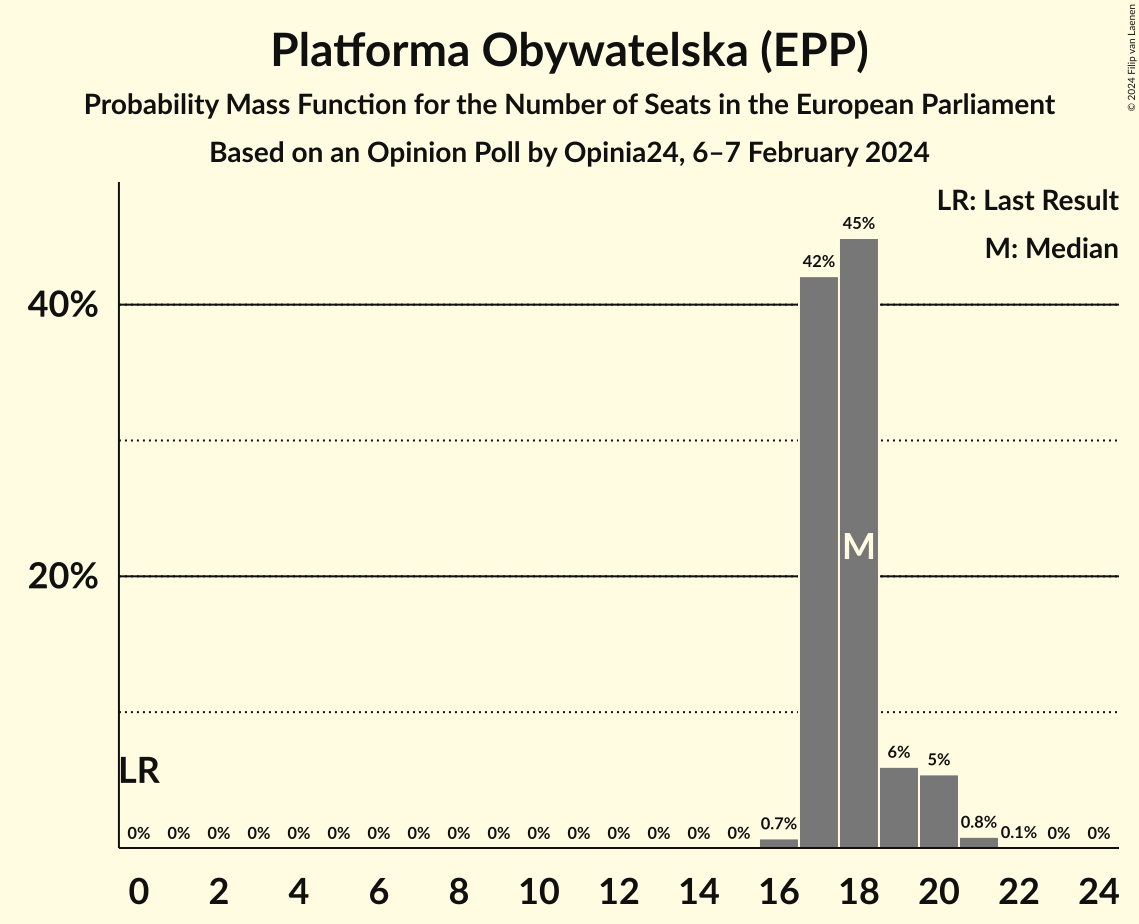 Platforma Obywatelska (EPP)
Probability Mass Function for the Number of Seats in the European Parliament
Based on an Opinion Poll by Opinia24, 6–7 February 2024
© 2024 Filip van Laenen
LR: Last Result
M: Median
40%
20%
LR
M
0% 0% 0% 0% 0% 0% 0% 0% 0% 0% 0% 0% 0% 0% 0% 0% 0.7% 42% 45% 6% 5% 0.8% 0.1% 0% 0%
0 2 4 6 8 10 12 14 16 18 20 22 24